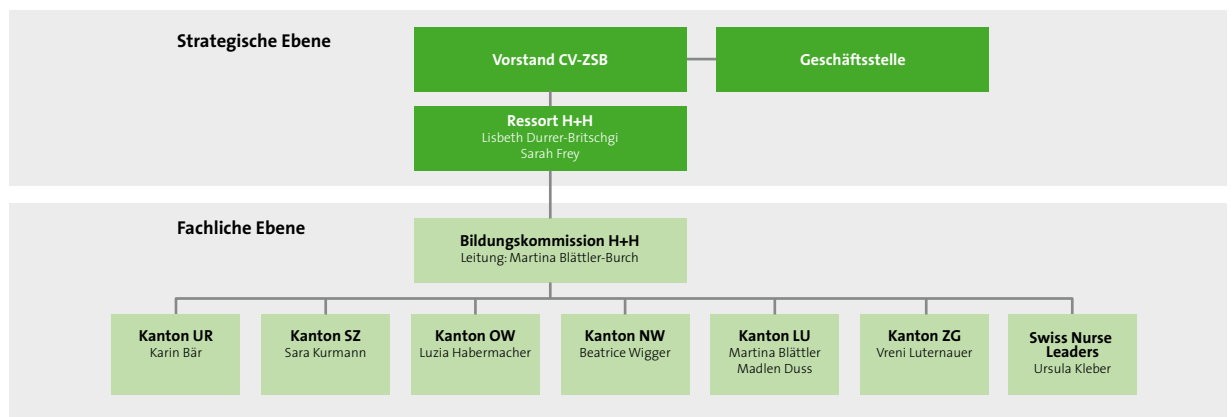 Strategische Ebene
Vorstand CV-ZSB
Geschäftsstelle
Ressort H+H
Lisbeth Durrer-Britschgi
Sarah Frey
Fachliche Ebene
Bildungskommission H+H
Leitung: Martina Blättler-Burch
Kanton UR
Karin Bär
Kanton SZ
Sara Kurmann
Kanton OW
Luzia Habermacher
Kanton NW
Beatrice Wigger
Kanton LU
Martina Blättler
Madlen Duss
Kanton ZG
Vreni Luternauer
Swiss Nurse
Leaders
Ursula Kleber